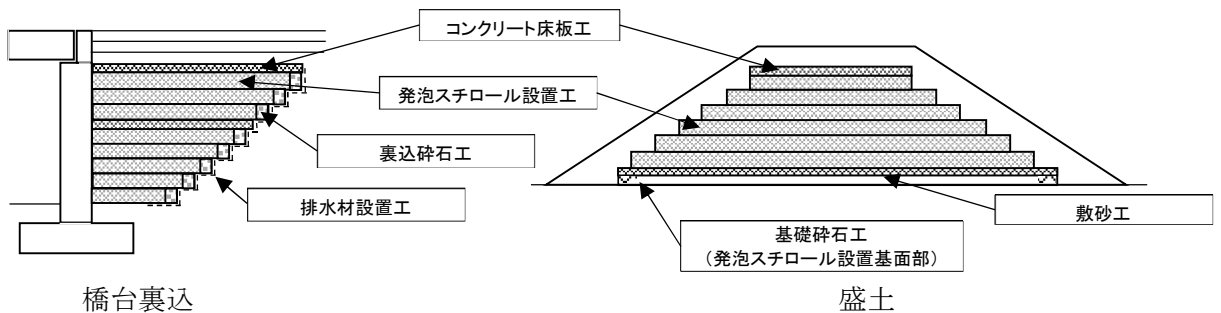 コンクリート床板工
発泡スチロール設置工
裏込砕石工
排水材設置工
敷砂工
基礎砕石工
（発泡スチロール設置基面部）
橋台裏込
盛土